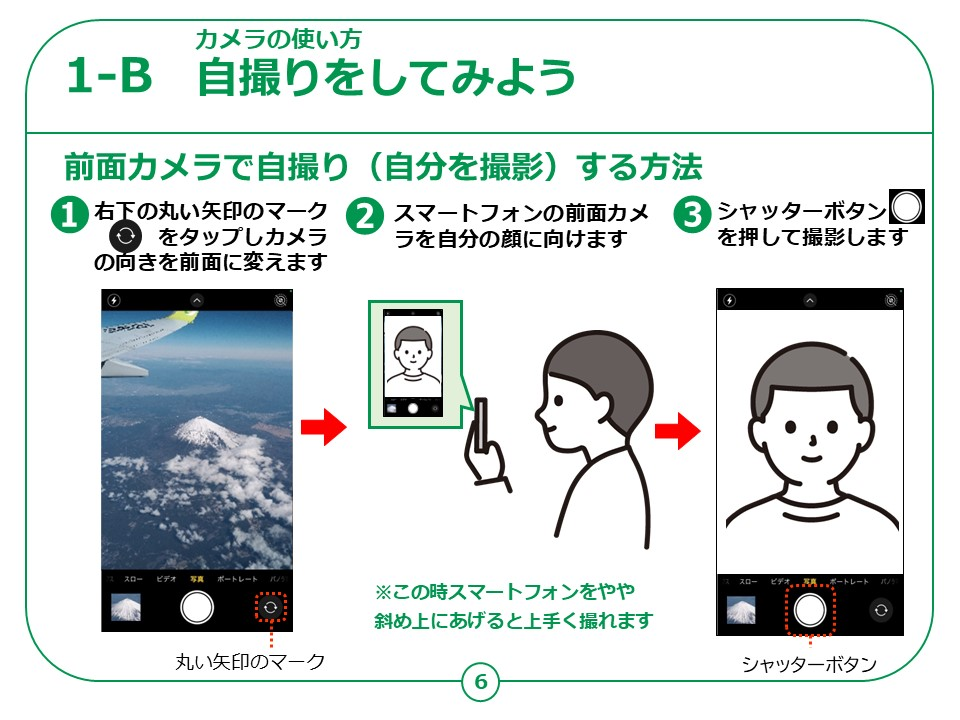 カメラの使い方
1-B 自撮りをしてみよう
前面カメラで自撮り（自分を撮影）する方法
1 右下の丸い矢印のマーク
をタップしカメラ
の向きを前面に変えます
2 スマートフォンの前面カメ
ラを自分の顔に向けます
3 シャッターボタン
を押して撮影します
スロー ビデオ 写真 ポートレート パノラ
丸い矢印のマーク
※この時スマートフォンをやや
斜め上にあげると上手く撮れます
スロー ビデオ 写真 ポートレート パノラ
シャッターボタン
6